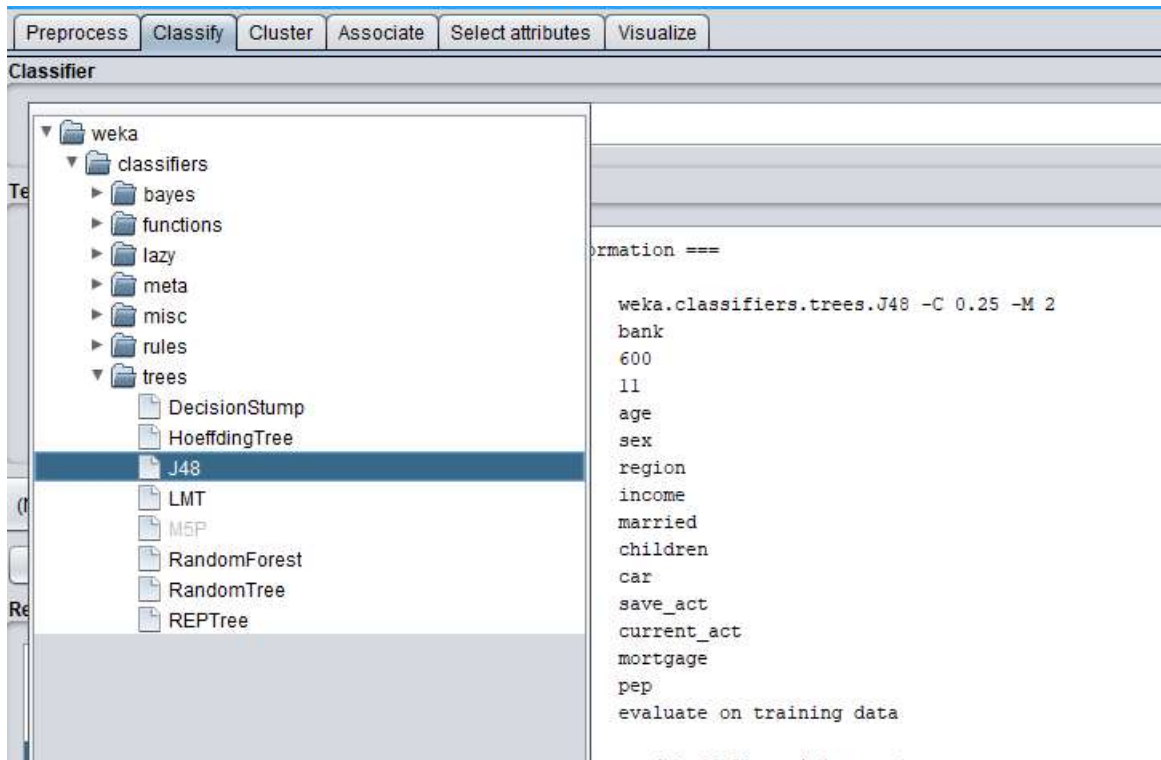 Preprocess Classify Cluster Associate Select attributes Visualize
Classifier
weka
classifiers
bayes
functions
lazy
meta
misc
rules
trees
DecisionStump
HoeffdingTree
J48
LMT
M5P
RandomForest
RandomTree
REPTree
Te
Re
rmation ===
weka.classifiers.trees.J48 -C 0.25 -M 2
bank
600
11
age
sex
region
income
married
children
car
save_act
current_act
mortgage
pep
evaluate on training data